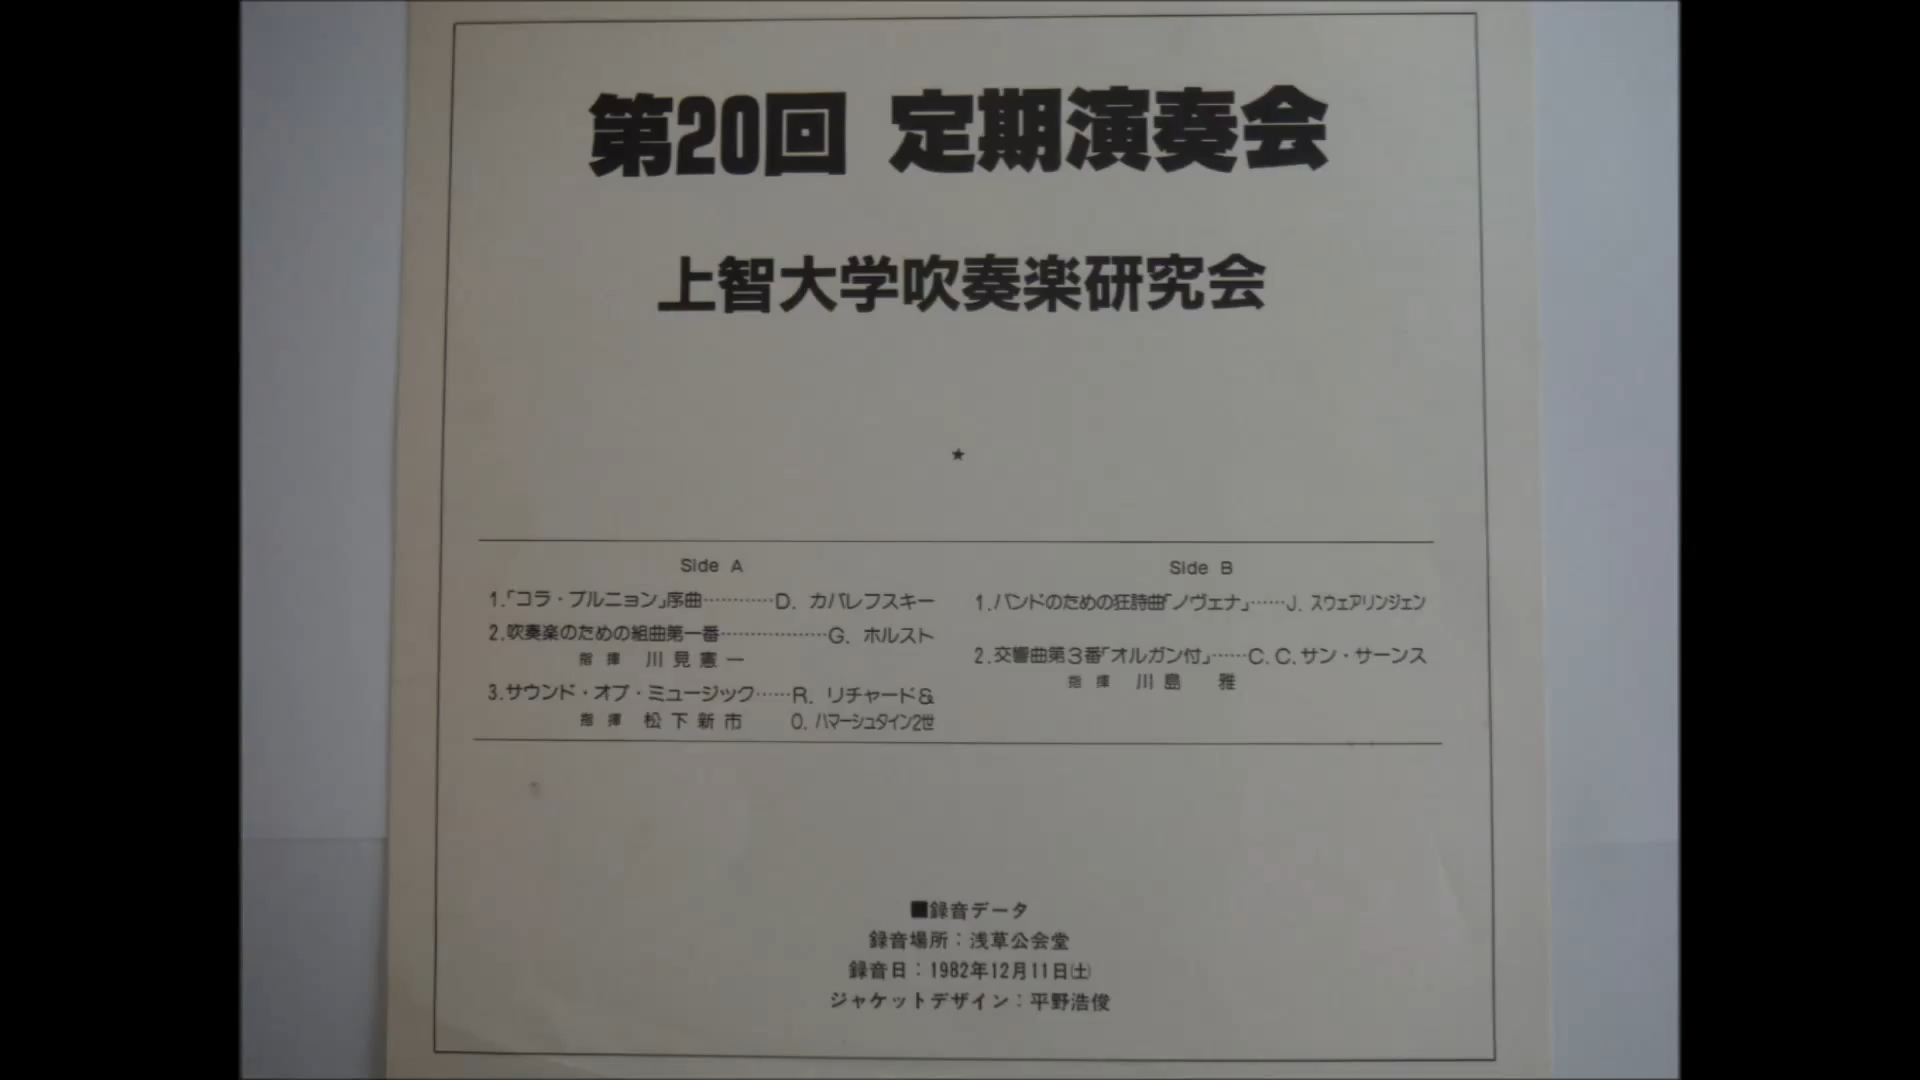 第20回 定期演奏会
上智大学吹奏楽研究会
★
Side A
1.「コラ・ブルニョン」序曲…………D. カバレフスキー
2.吹奏楽のための組曲第一番………………G. ホルスト
指揮 川見憲一
3.サウンド・オブ・ミュージック……R. リチャード&
指揮 松下新市 O. ハマーシュタイン2世
Side B
1.バンドのための狂詩曲「ノヴェナ」……J. スウェアリンジェン
2.交響曲第3番「オルガン付」……C. C. サン・サーンス
指揮 川島 雅
■録音データ
録音場所：浅草公会堂
録音日：1982年12月11日㈯
ジャケットデザイン：平野浩俊